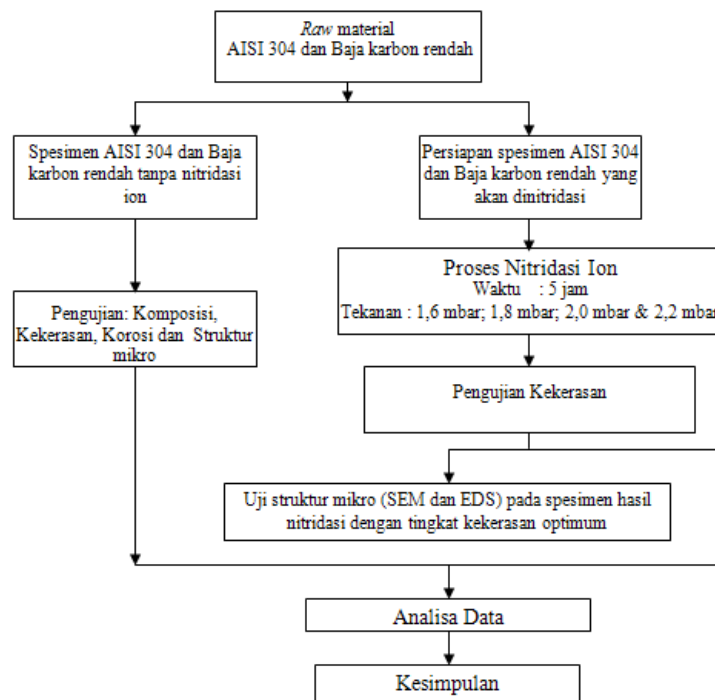 Raw material
AISI 304 dan Baja karbon rendah
Spesimen AISI 304 dan Baja
karbon rendah tanpa nitridasi
ion
Persiapan spesimen AISI 304
dan Baja karbon rendah yang
akan dinitridasi
Proses Nitridasi Ion
Waktu : 5 jam
Tekanan : 1,6 mbar; 1,8 mbar; 2,0 mbar & 2,2 mbar
Pengujian: Komposisi,
Kekerasan, Korosi dan Struktur
mikro
Pengujian Kekerasan
Uji struktur mikro (SEM dan EDS) pada spesimen hasil
nitridasi dengan tingkat kekerasan optimum
Analisa Data
Kesimpulan